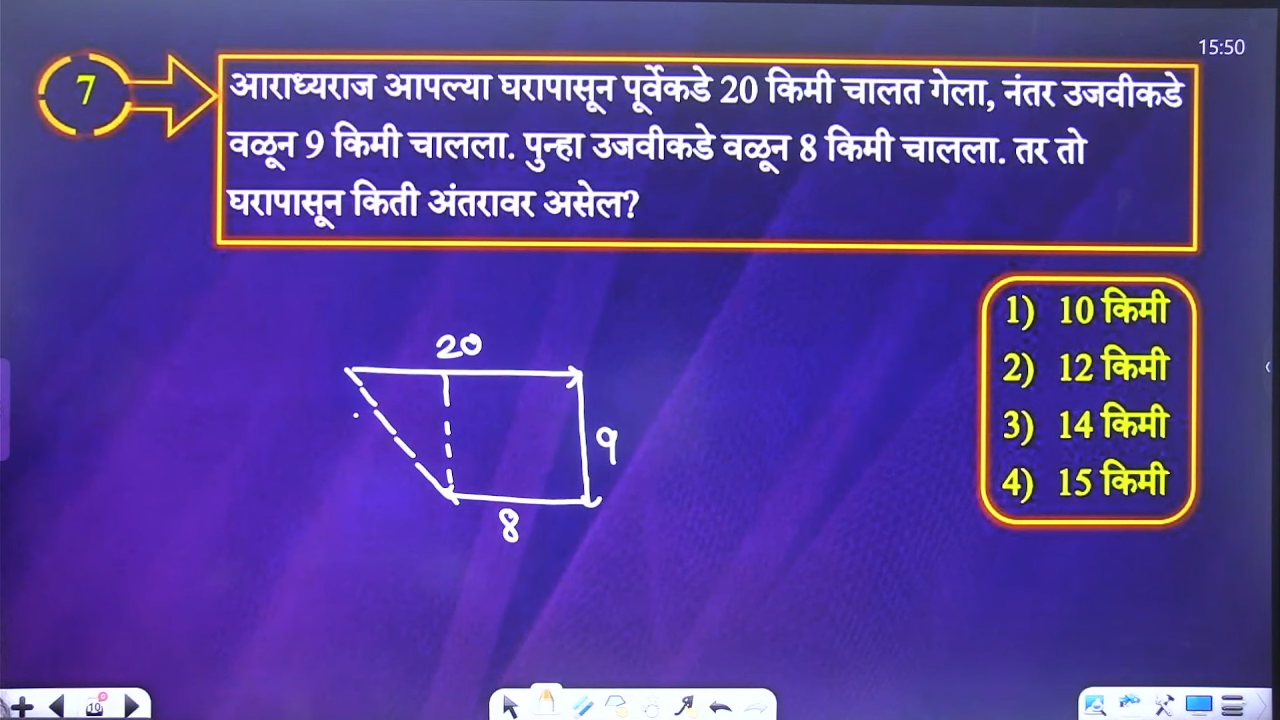 15:50
7
आराध्यराज आपल्या घरापासून पूर्वेकडे 20 किमी चालत गेला, नंतर उजवीकडे
वळून 9 किमी चालला. पुन्हा उजवीकडे वळून 8 किमी चालला. तर तो
घरापासून किती अंतरावर असेल?
1) 10 किमी
2) 12 किमी
3) 14 किमी
4) 15 किमी
20
9
8
10